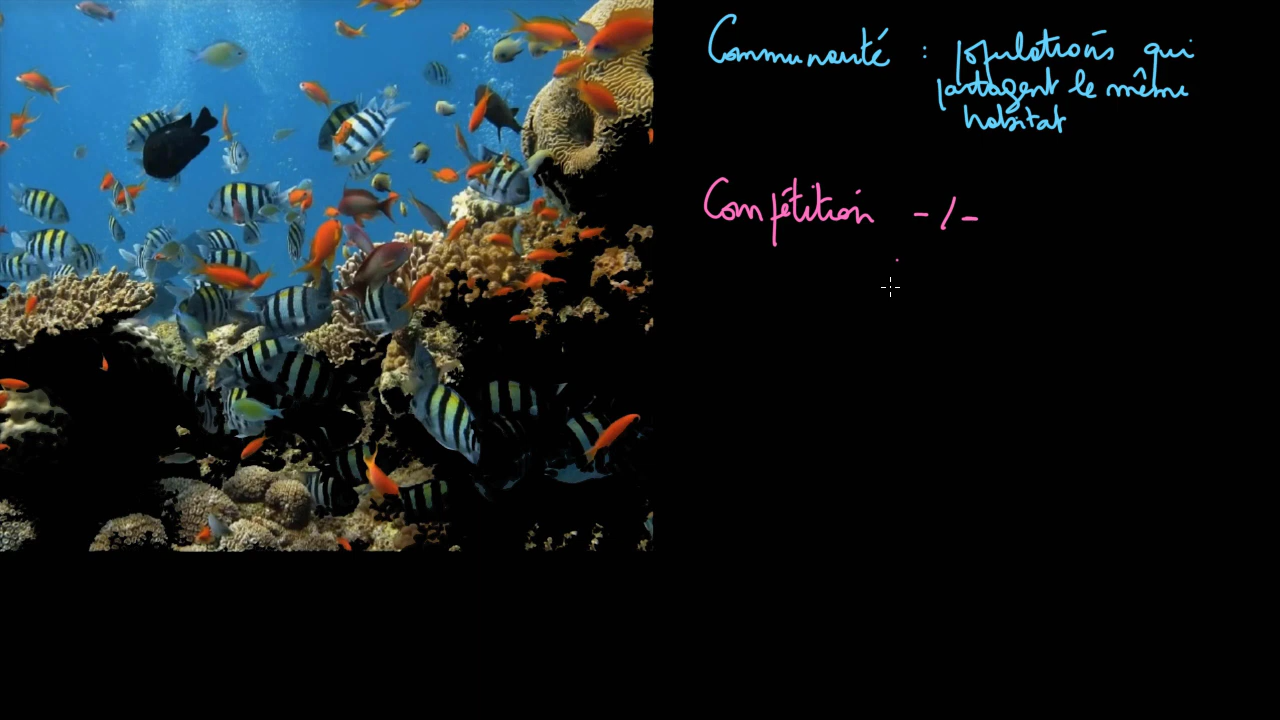 Communauté : populations qui
partagent le même
habitat
Compétition -/-